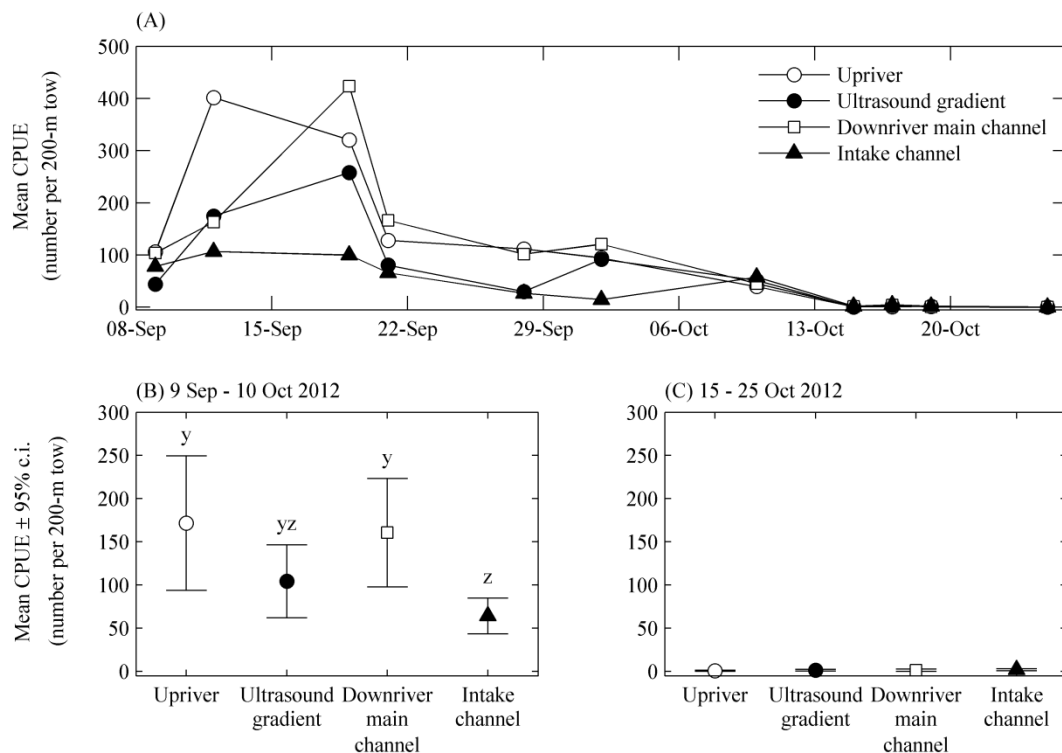 (A)
Mean CPUE
(number per 200-m tow)
500
400
300
200
100
0
Upriver
Ultrasound gradient
Downriver main channel
Intake channel
08-Sep 15-Sep 22-Sep 29-Sep 06-Oct 13-Oct 20-Oct
(B) 9 Sep - 10 Oct 2012
Mean CPUE ± 95% c.i.
(number per 200-m tow)
300
250
200
150
100
50
0
y
yz
y
z
Upriver Ultrasound Downriver Intake
gradient main channel
channel
(C) 15 - 25 Oct 2012
300
250
200
150
100
50
0
Upriver Ultrasound Downriver Intake
gradient main channel
channel